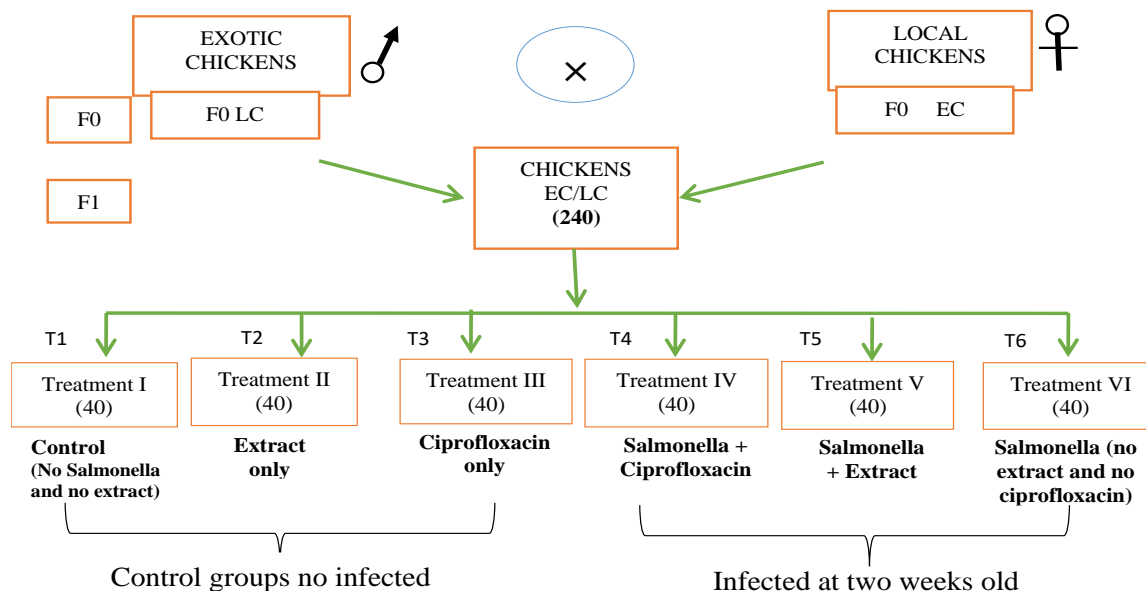 EXOTIC
CHICKENS
LOCAL
CHICKENS
×
F0
F0 LC
F0 EC
F1
CHICKENS
EC/LC
(240)
T1
T2
T3
T4
T5
T6
Treatment I
(40)
Treatment II
(40)
Treatment III
(40)
Treatment IV
(40)
Treatment V
(40)
Treatment VI
(40)
Control
(No Salmonella
and no extract)
Extract
only
Ciprofloxacin
only
Salmonella +
Ciprofloxacin
Salmonella
+ Extract
Salmonella (no
extract and no
ciprofloxacin)
Control groups no infected
Infected at two weeks old